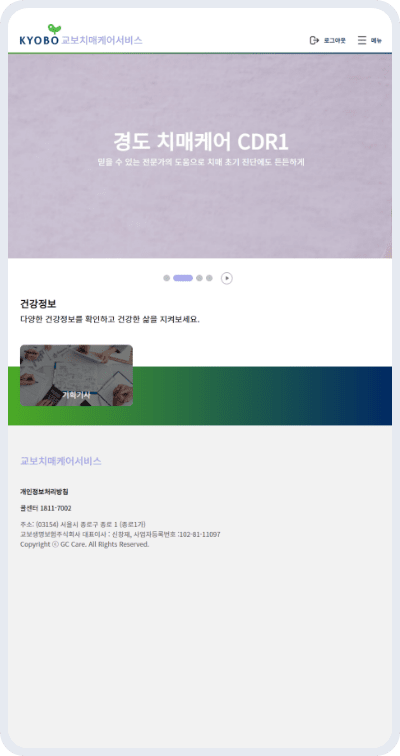 KYOBO 교보치매케어서비스
로그아웃
메뉴
경도 치매케어 CDR1
믿을 수 있는 전문가의 도움으로 치매 초기 진단에도 든든하게
건강정보
다양한 건강정보를 확인하고 건강한 삶을 지켜보세요.
기획기사
교보치매케어서비스
개인정보처리방침
콜센터 1811-7002
주소: (03154) 서울시 종로구 종로 1 (종로1가)
교보생명보험주식회사 대표이사 : 신창재, 사업자등록번호 :102-81-11097
Copyright ⓒ GC Care. All Rights Reserved.